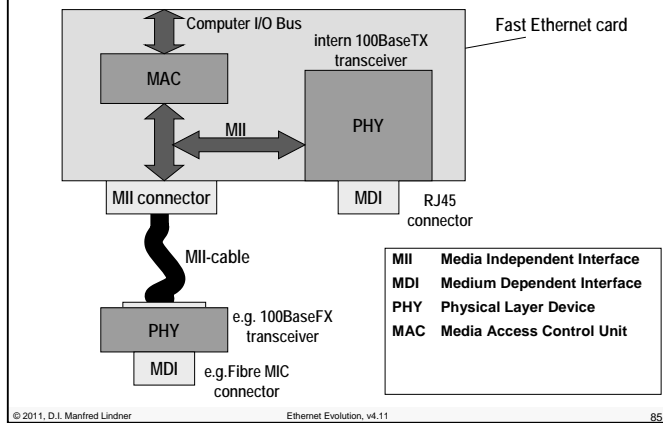 Computer I/O Bus
Fast Ethernet card
intern 100BaseTX
transceiver
MAC
PHY
MII
MII connector
MDI
RJ45
connector
MII-cable
MII Media Independent Interface
MDI Medium Dependent Interface
PHY Physical Layer Device
MAC Media Access Control Unit
PHY
e.g. 100BaseFX
transceiver
MDI
e.g.Fibre MIC
connector
© 2011, D.I. Manfred Lindner
Ethernet Evolution, v4.11
85